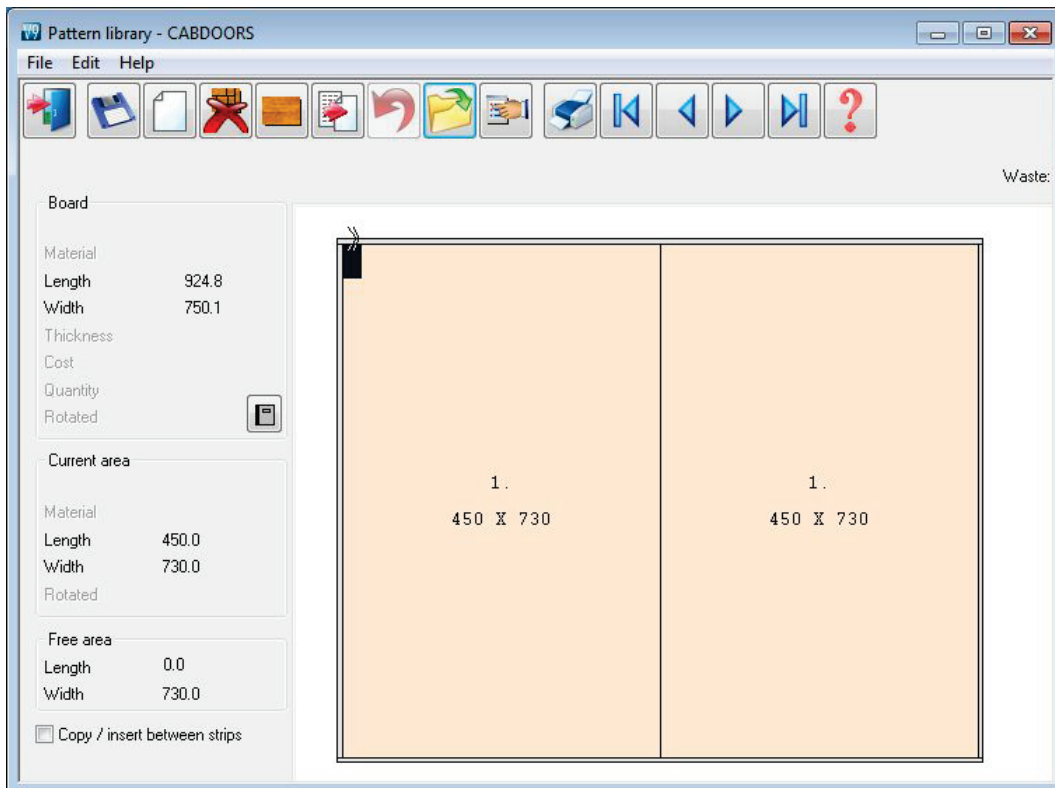 V9 Pattern library - CABDOORS
File Edit Help
?
Waste:
Board
Material
Length 924.8
Width 750.1
Thickness
Cost
Quantity
Rotated
Current area
Material
Length 450.0
Width 730.0
Rotated
Free area
Length 0.0
Width 730.0
Copy / insert between strips
1. 1.
450 X 730 450 X 730